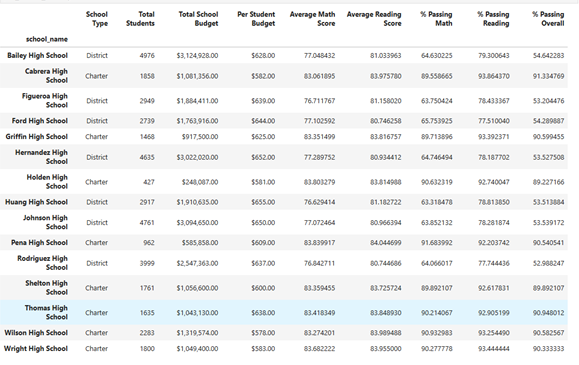 School Type Total Students Total School Budget Per Student Budget Average Math Score Average Reading Score % Passing Math % Passing Reading % Passing Overall
school_name
Bailey High School District 4976 $3,124,928.00 $628.00 77.048432 81.033963 64.630225 79.300643 54.642283
Cabrera High School Charter 1858 $1,081,356.00 $582.00 83.061895 83.975780 89.558665 93.864370 91.334769
Figueroa High School District 2949 $1,884,411.00 $639.00 76.711767 81.158020 63.750424 78.433367 53.204476
Ford High School District 2739 $1,763,916.00 $644.00 77.102592 80.746258 65.753925 77.510040 54.289887
Griffin High School Charter 1468 $917,500.00 $625.00 83.351499 83.816757 89.713896 93.392371 90.599455
Hernandez High School District 4635 $3,022,020.00 $652.00 77.289752 80.934412 64.746494 78.187702 53.527508
Holden High School Charter 427 $248,087.00 $581.00 83.803279 83.814988 90.632319 92.740047 89.227166
Huang High School District 2917 $1,910,635.00 $655.00 76.629414 81.182722 63.318478 78.813850 53.513884
Johnson High School District 4761 $3,094,650.00 $650.00 77.072464 80.966394 63.852132 78.281874 53.539172
Pena High School Charter 962 $585,858.00 $609.00 83.839917 84.044699 91.683992 92.203742 90.540541
Rodriguez High School District 3999 $2,547,363.00 $637.00 76.842711 80.744686 64.066017 77.744436 52.988247
Shelton High School Charter 1761 $1,056,600.00 $600.00 83.359455 83.725724 89.892107 92.617831 89.892107
Thomas High School Charter 1635 $1,043,130.00 $638.00 83.418349 83.848930 90.214067 92.905199 90.948012
Wilson High School Charter 2283 $1,319,574.00 $578.00 83.274201 83.989488 90.932983 93.254490 90.582567
Wright High School Charter 1800 $1,049,400.00 $583.00 83.682222 83.955000 90.277778 93.444444 90.333333